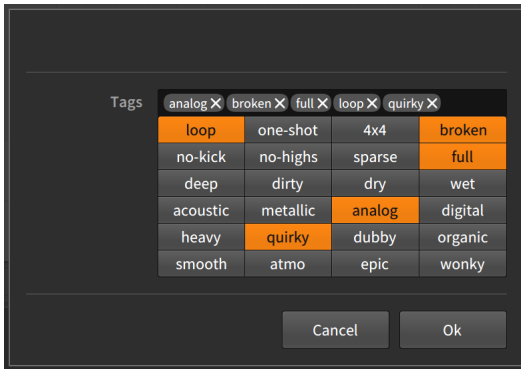 Tags analog ✕ broken ✕ full ✕ loop ✕ quirky ✕
loop one-shot 4x4 broken
no-kick no-highs sparse full
deep dirty dry wet
acoustic metallic analog digital
heavy quirky dubby organic
smooth atmo epic wonky
Cancel Ok